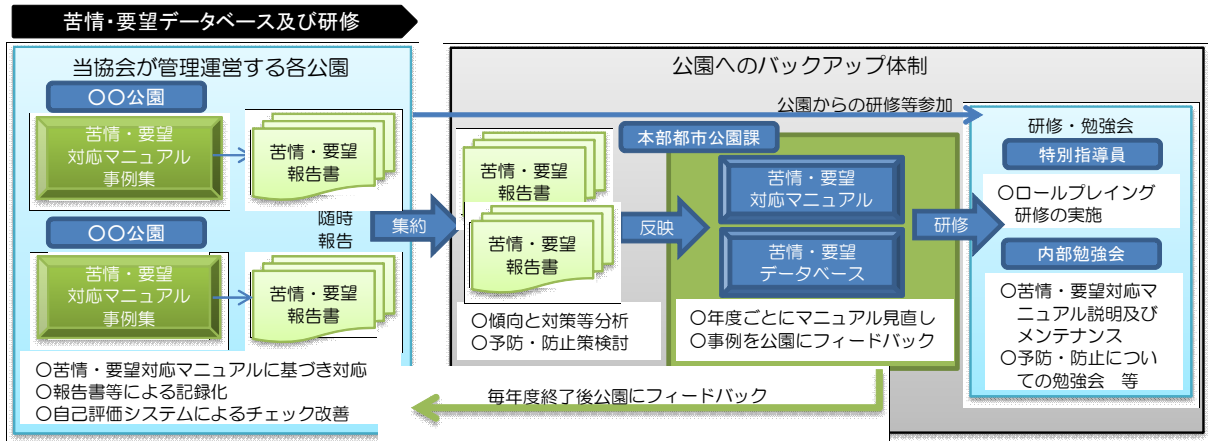 苦情・要望データベース及び研修
当協会が管理運営する各公園
〇〇公園
苦情・要望
対応マニュアル
事例集
苦情・要望
報告書
〇〇公園
苦情・要望
対応マニュアル
事例集
苦情・要望
報告書
随時
報告
〇苦情・要望対応マニュアルに基づき対応
〇報告書等による記録化
〇自己評価システムによるチェック改善
集約
公園へのバックアップ体制
公園からの研修等参加
苦情・要望
報告書
苦情・要望
報告書
〇傾向と対策等分析
〇予防・防止策検討
反映
本部都市公園課
苦情・要望
対応マニュアル
苦情・要望
データベース
〇年度ごとにマニュアル見直し
〇事例を公園にフィードバック
研修
研修・勉強会
特別指導員
〇ロールプレイング
研修の実施
内部勉強会
〇苦情・要望対応マ
ニュアル説明及び
メンテナンス
〇予防・防止につい
ての勉強会　等
毎年度終了後公園にフィードバック